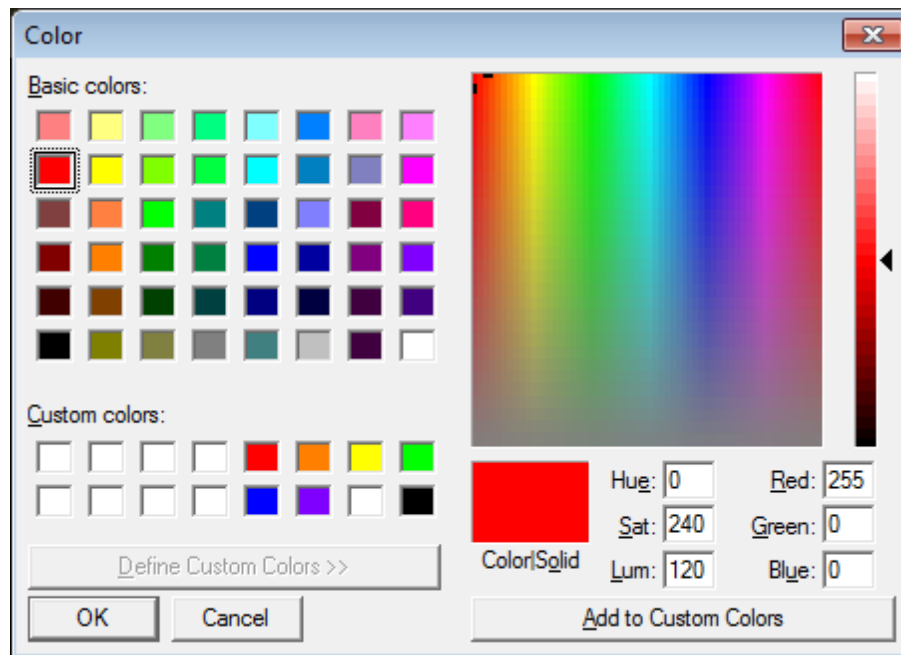 Color
Basic colors:
Custom colors:
Define Custom Colors >>
OK
Cancel
Color|Solid
Hue: 0
Sat: 240
Lum: 120
Red: 255
Green: 0
Blue: 0
Add to Custom Colors